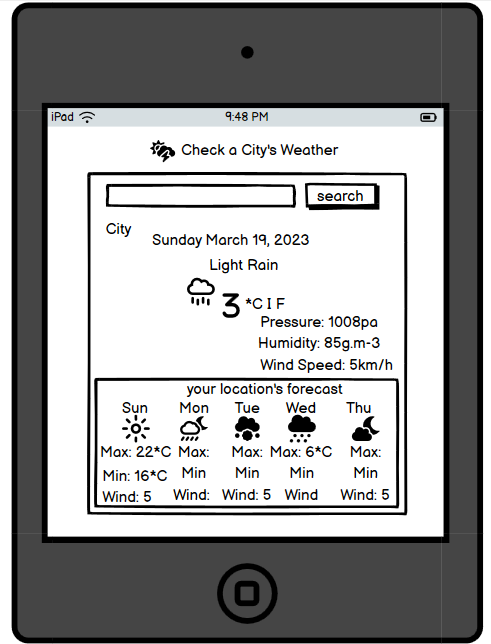 iPad 9:48 PM
Check a City's Weather
search
City
Sunday March 19, 2023
Light Rain
3 *C I F
Pressure: 1008pa
Humidity: 85g.m-3
Wind Speed: 5km/h
your location's forecast
Sun Mon Tue Wed Thu
Max: 22*C Max: Max: Max: 6*C Max:
Min: 16*C Min Min Min Min
Wind: 5 Wind: Wind: 5 Wind Wind: 5